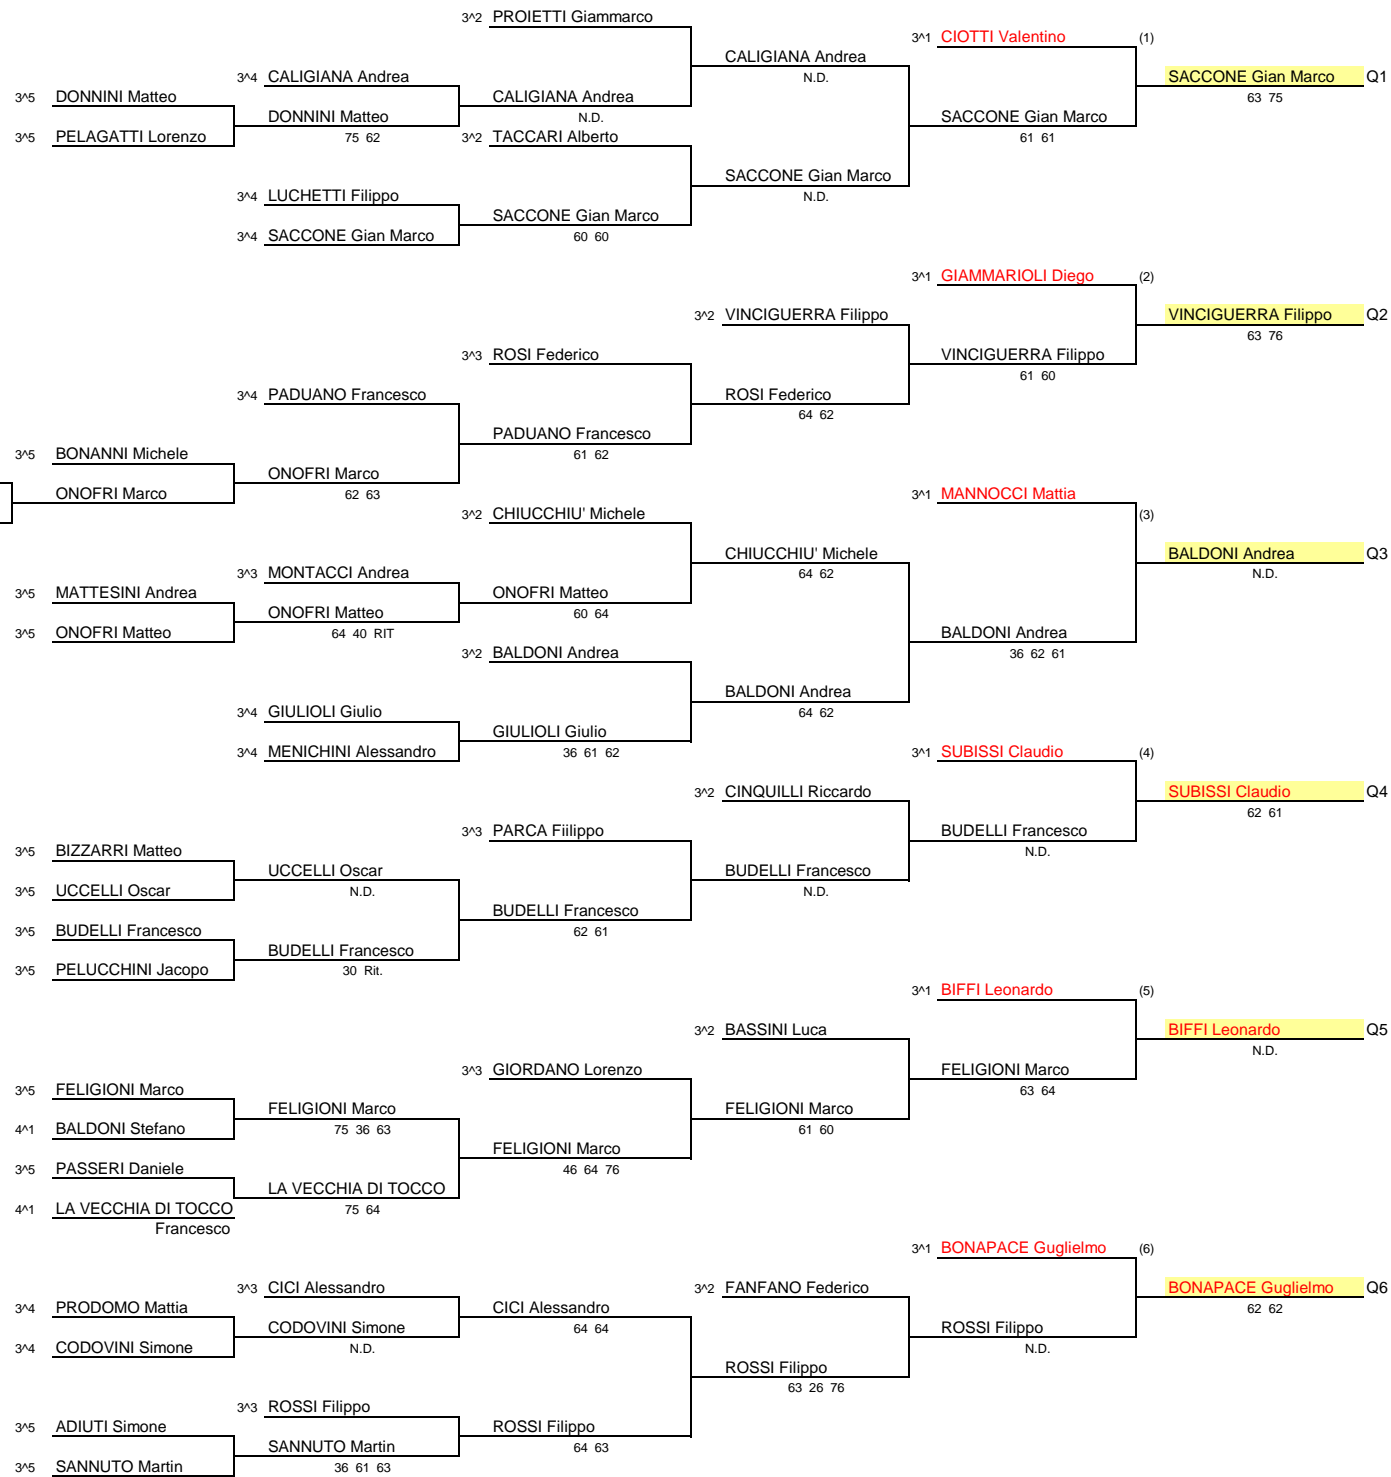 3^2 PROIETTI Giammarco
3^1 CIOTTI Valentino (1)
CALIGIANA Andrea
N.D.
3^4 CALIGIANA Andrea
SACCONE Gian Marco Q1
63 75
3^5 DONNINI Matteo
CALIGIANA Andrea
N.D.
DONNINI Matteo
75 62
SACCONE Gian Marco
61 61
3^5 PELAGATTI Lorenzo
3^2 TACCARI Alberto
SACCONE Gian Marco
N.D.
3^4 LUCHETTI Filippo
SACCONE Gian Marco
60 60
3^4 SACCONE Gian Marco
3^1 GIAMMARIOLI Diego (2)
3^2 VINCIGUERRA Filippo
VINCIGUERRA Filippo Q2
63 76
3^3 ROSI Federico
VINCIGUERRA Filippo
61 60
3^4 PADUANO Francesco
ROSI Federico
64 62
PADUANO Francesco
61 62
3^5 BONANNI Michele
ONOFRI Marco
62 63
ONOFRI Marco
3^1 MANNOCCI Mattia
(3)
3^2 CHIUCCHIU' Michele
CHIUCCHIU' Michele
64 62
BALDONI Andrea Q3
N.D.
3^3 MONTACCI Andrea
3^5 MATTESINI Andrea
ONOFRI Matteo
60 64
ONOFRI Matteo
64 40 RIT
3^5 ONOFRI Matteo
BALDONI Andrea
36 62 61
3^2 BALDONI Andrea
BALDONI Andrea
64 62
3^4 GIULIOLI Giulio
GIULIOLI Giulio
36 61 62
3^4 MENICHINI Alessandro
3^1 SUBISSI Claudio (4)
3^2 CINQUILLI Riccardo
SUBISSI Claudio Q4
62 61
3^3 PARCA Fiilippo
BUDELLI Francesco
N.D.
3^5 BIZZARRI Matteo
UCCELLI Oscar
N.D.
BUDELLI Francesco
N.D.
3^5 UCCELLI Oscar
BUDELLI Francesco
62 61
3^5 BUDELLI Francesco
BUDELLI Francesco
30 Rit.
3^5 PELUCCHINI Jacopo
3^1 BIFFI Leonardo (5)
3^2 BASSINI Luca
BIFFI Leonardo Q5
N.D.
3^3 GIORDANO Lorenzo
FELIGIONI Marco
63 64
3^5 FELIGIONI Marco
FELIGIONI Marco
75 36 63
FELIGIONI Marco
61 60
4^1 BALDONI Stefano
FELIGIONI Marco
46 64 76
3^5 PASSERI Daniele
LA VECCHIA DI TOCCO
75 64
4^1 LA VECCHIA DI TOCCO
Francesco
3^1 BONAPACE Guglielmo (6)
3^3 CICI Alessandro
3^2 FANFANO Federico
BONAPACE Guglielmo Q6
62 62
3^4 PRODOMO Mattia
CICI Alessandro
64 64
CODOVINI Simone
N.D.
ROSSI Filippo
N.D.
3^4 CODOVINI Simone
ROSSI Filippo
63 26 76
3^3 ROSSI Filippo
3^5 ADIUTI Simone
ROSSI Filippo
64 63
SANNUTO Martin
36 61 63
3^5 SANNUTO Martin